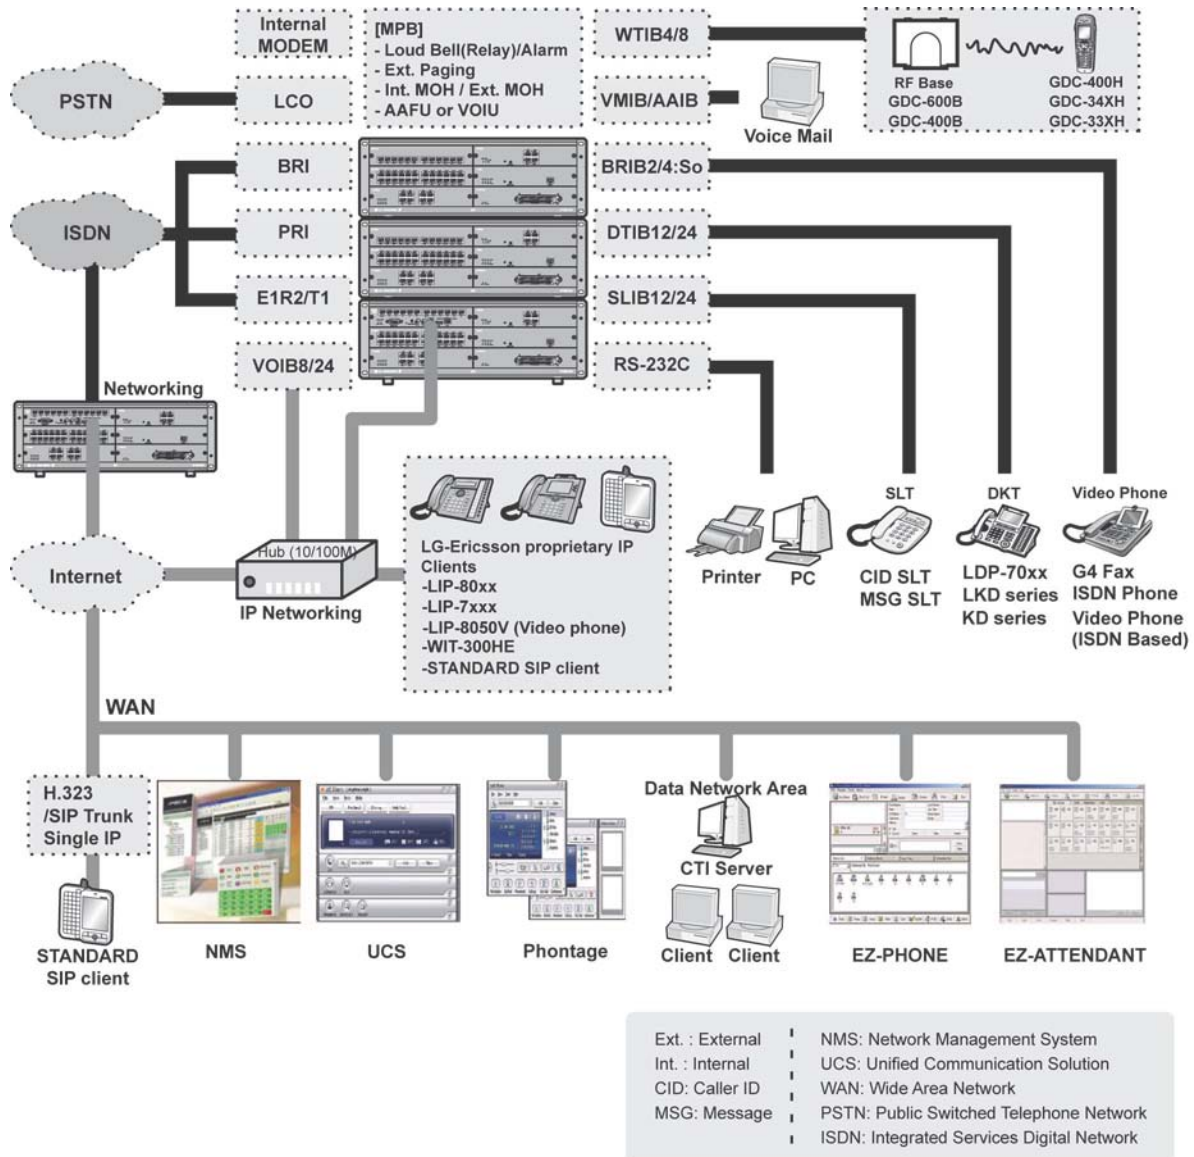 Internal
MODEM
[MPB]
- Loud Bell(Relay)/Alarm
- Ext. Paging
- Int. MOH / Ext. MOH
- AAFU or VOIU
WTIB4/8
RF Base
GDC-600B
GDC-400B
GDC-400H
GDC-34XH
GDC-33XH
PSTN
LCO
VMIB/AAIB
Voice Mail
BRI
BRIB2/4:So
ISDN
PRI
DTIB12/24
E1R2/T1
SLIB12/24
VOIB8/24
RS-232C
Networking
Internet
Hub (10/100M)
IP Networking
LG-Ericsson proprietary IP
Clients
-LIP-80xx
-LIP-7xxx
-LIP-8050V (Video phone)
-WIT-300HE
-STANDARD SIP client
Printer
PC
SLT
CID SLT
MSG SLT
DKT
LDP-70xx
LKD series
KD series
Video Phone
G4 Fax
ISDN Phone
Video Phone
(ISDN Based)
WAN
H.323
/SIP Trunk
Single IP
STANDARD
SIP client
NMS
UCS
Phontage
Data Network Area
CTI Server
Client
Client
EZ-PHONE
EZ-ATTENDANT
Ext. : External
Int. : Internal
CID: Caller ID
MSG: Message
NMS: Network Management System
UCS: Unified Communication Solution
WAN: Wide Area Network
PSTN: Public Switched Telephone Network
ISDN: Integrated Services Digital Network